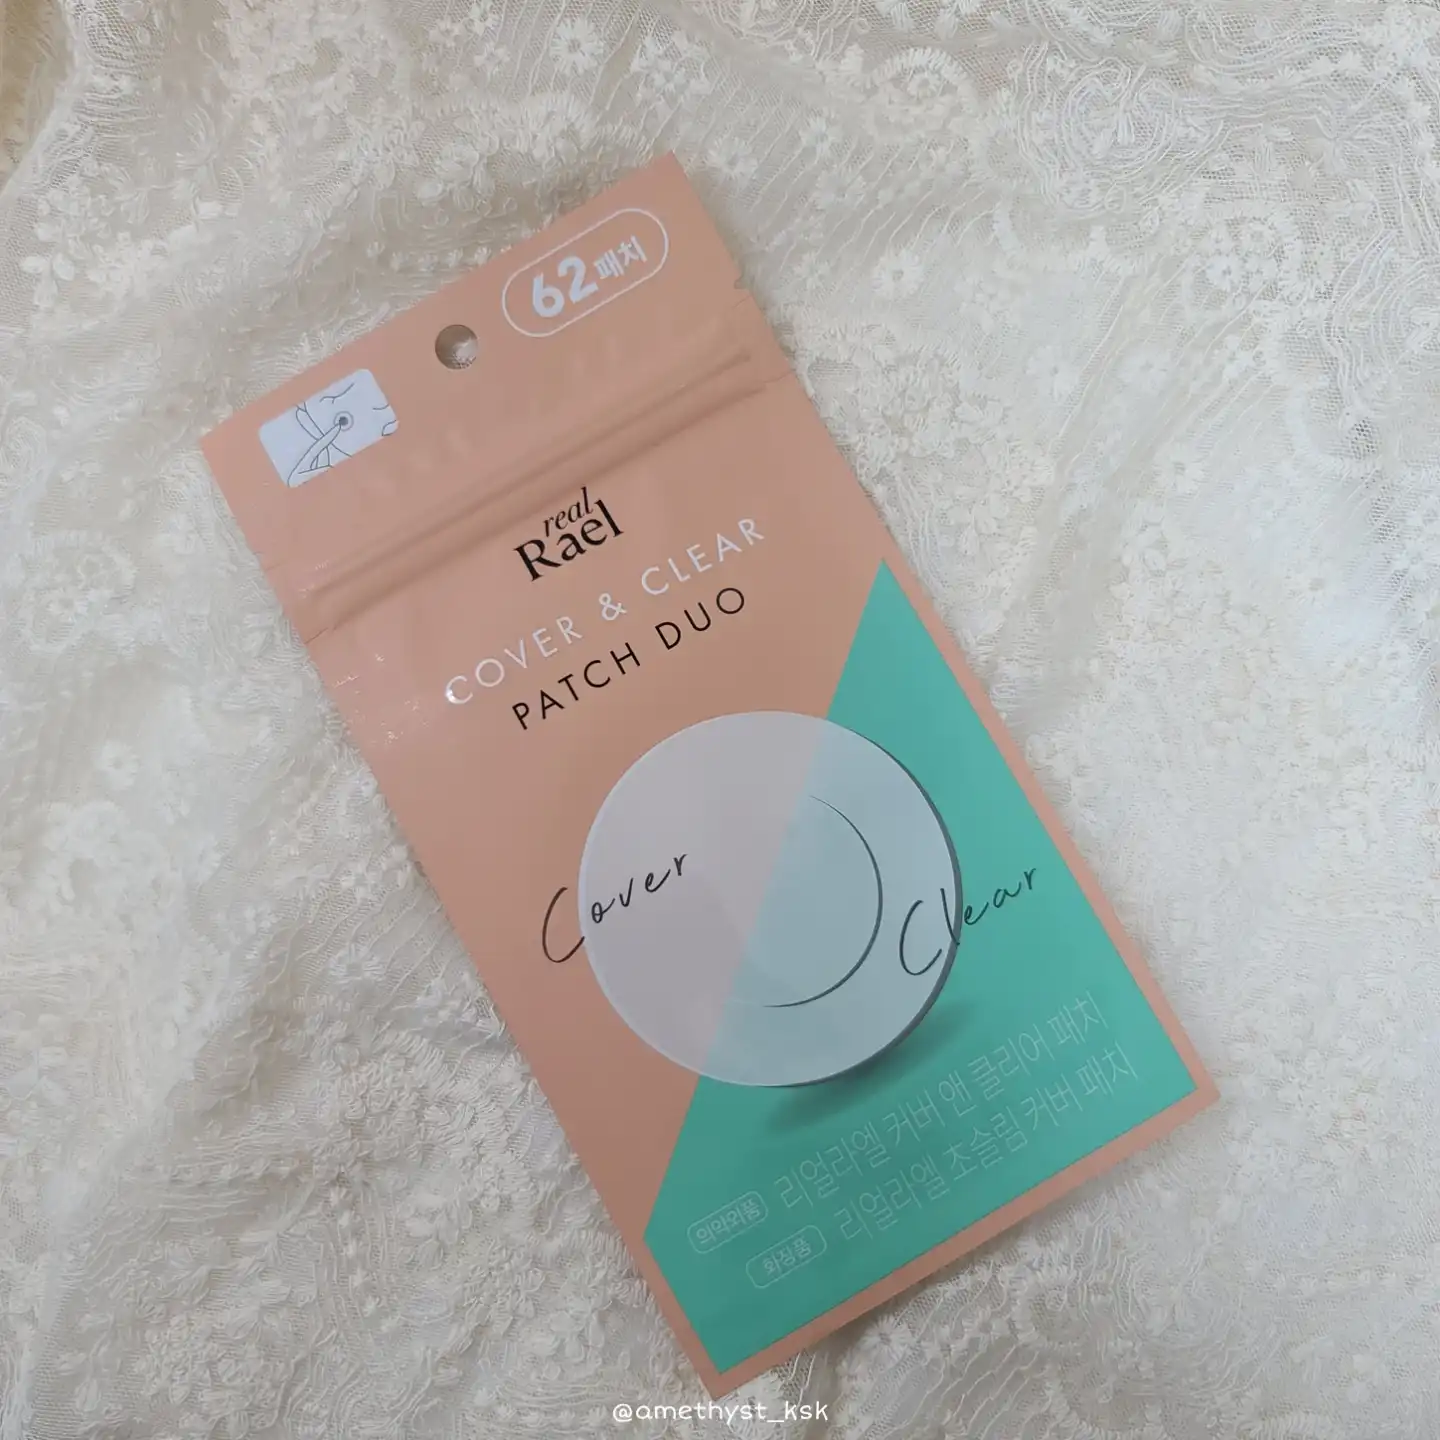 62패치
real
Rael
COVER & CLEAR
PATCH DUO
Cover
Clear
의약외품 리얼라엘 커버 앤 클리어 패치
화장품 리얼라엘 초슬림 커버 패치
@amethyst_ksk